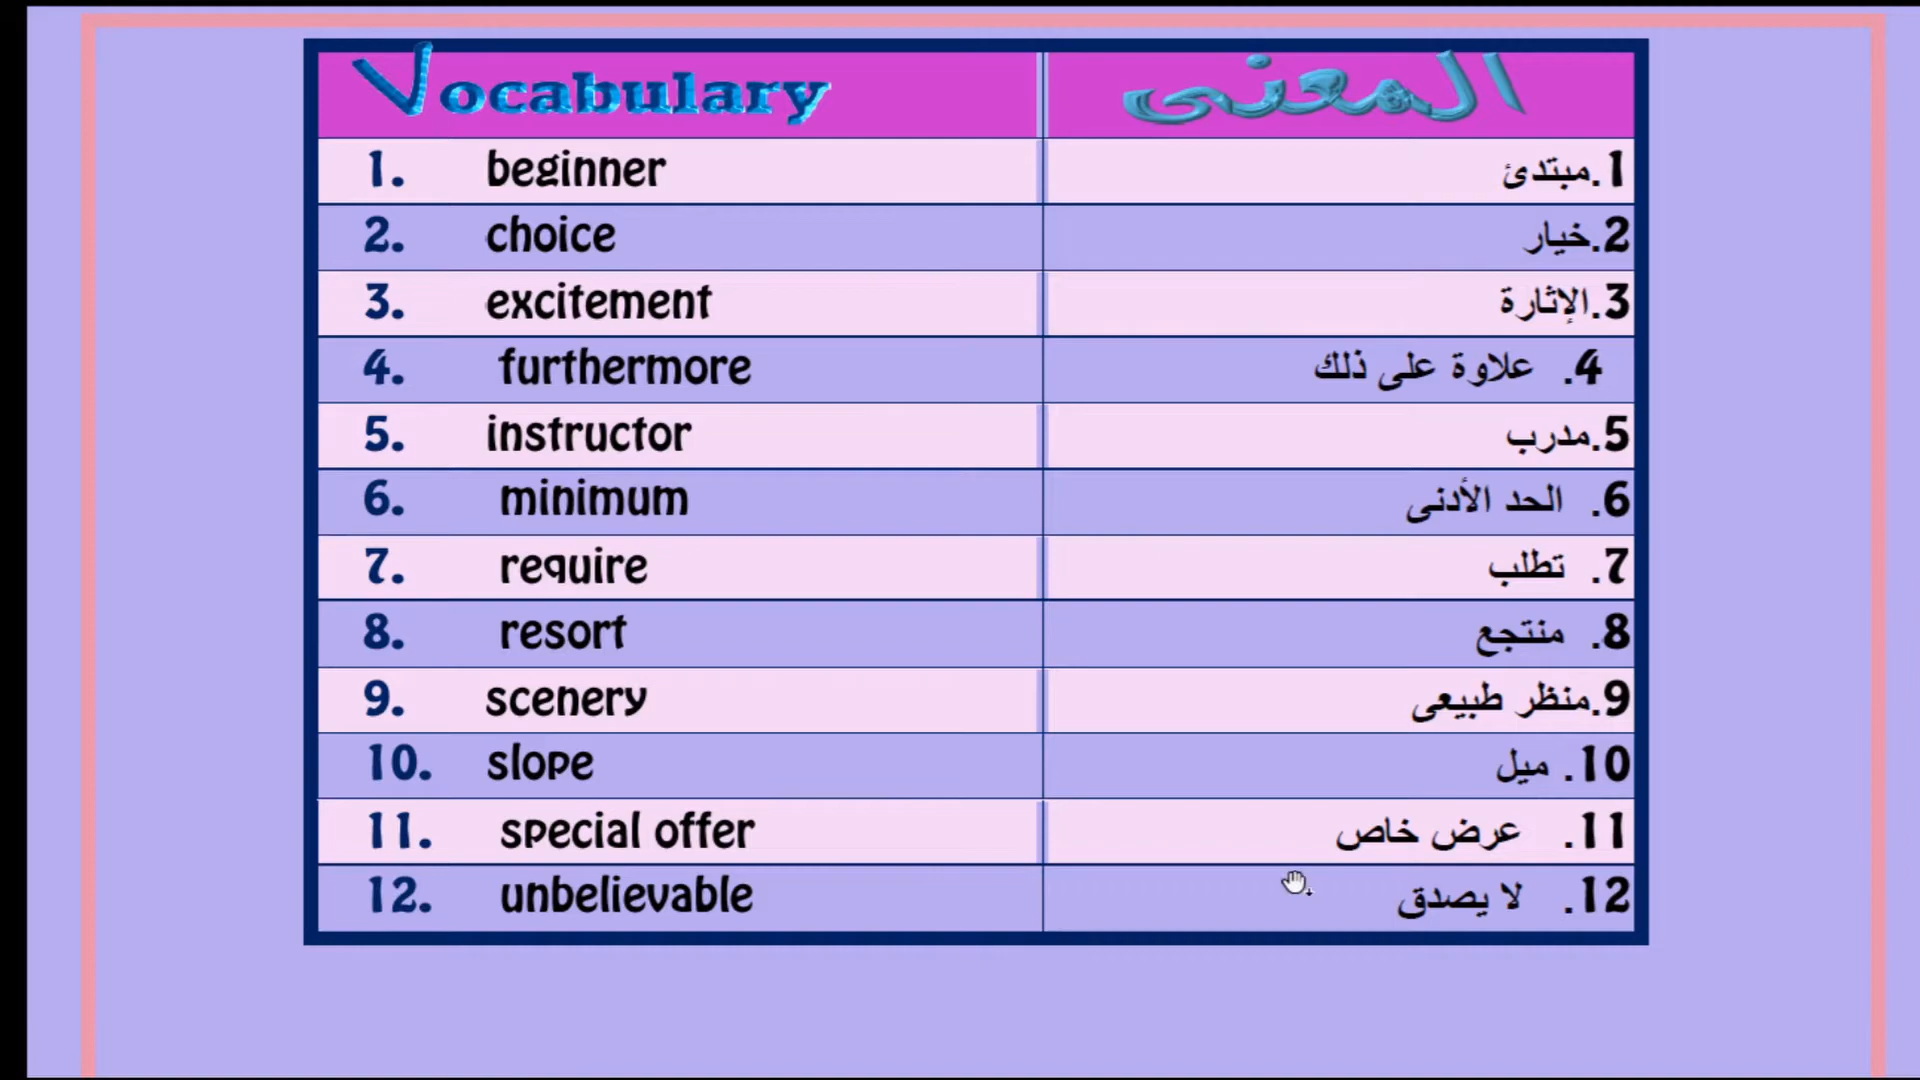 Vocabulary المعنى
1. beginner 1.مبتدئ
2. choice 2.خيار
3. excitement 3.الإثارة
4. furthermore 4. علاوة على ذلك
5. instructor 5.مدرب
6. minimum 6. الحد الأدنى
7. require 7. تطلب
8. resort 8. منتجع
9. scenery 9.منظر طبيعى
10. slope 10. ميل
11. special offer 11. عرض خاص
12. unbelievable 12. لا يصدق